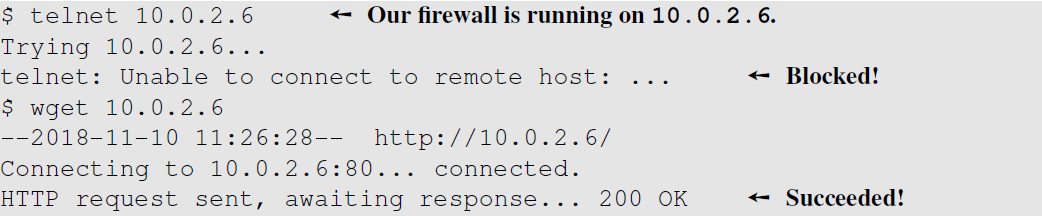 $ telnet 10.0.2.6 ← Our firewall is running on 10.0.2.6.
Trying 10.0.2.6...
telnet: Unable to connect to remote host: ... ← Blocked!
$ wget 10.0.2.6
--2018-11-10 11:26:28-- http://10.0.2.6/
Connecting to 10.0.2.6:80... connected.
HTTP request sent, awaiting response... 200 OK ← Succeeded!